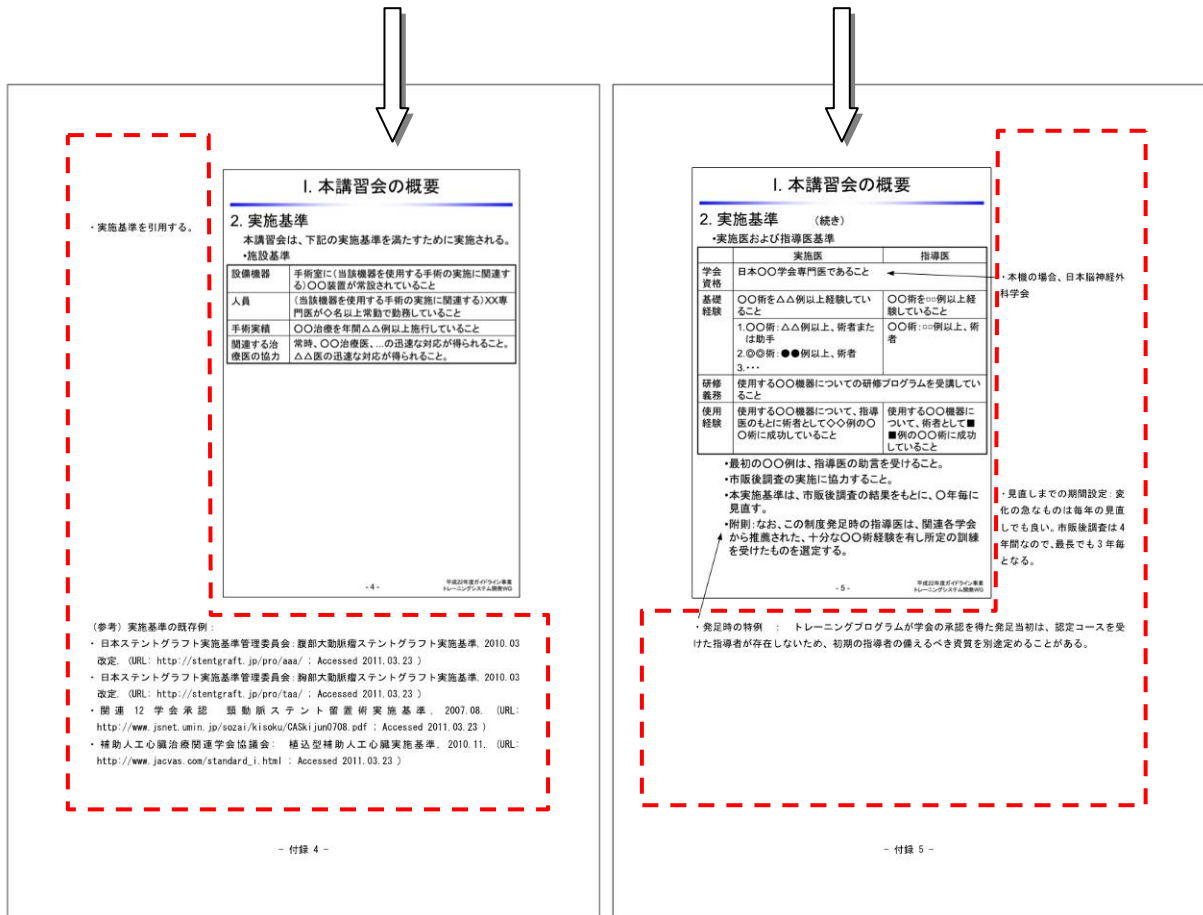 ・実施基準を引用する。
I. 本講習会の概要
2. 実施基準
本講習会は、下記の実施基準を満たすために実施される。
•施設基準
設備機器 手術室に(当該機器を使用する手術の実施に関連す
る)〇〇装置が常設されていること
人員 (当該機器を使用する手術の実施に関連する)XX専
門医が◇名以上常勤で勤務していること
手術実績 〇〇治療を年間△△例以上施行していること
関連する治 常時、〇〇治療医、…の迅速な対応が得られること。
療医の協力 △△医の迅速な対応が得られること。
- 4 -
平成22年度ガイドライン事業
トレーニングシステム開発WG
(参考)実施基準の既存例:
・ 日本ステントグラフト実施基準管理委員会:腹部大動脈瘤ステントグラフト実施基準, 2010.03
改定. (URL: http://stentgraft.jp/pro/aaa/ ; Accessed 2011.03.23 )
・ 日本ステントグラフト実施基準管理委員会:胸部大動脈瘤ステントグラフト実施基準, 2010.03
改定. (URL: http://stentgraft.jp/pro/taa/ ; Accessed 2011.03.23 )
・ 関連 12 学会承認 頸動脈ステント留置術実施基準, 2007.08. (URL:
http://www.jsnet.umin.jp/sozai/kisoku/CASkijun0708.pdf ; Accessed 2011.03.23 )
・ 補助人工心臓治療関連学会協議会: 植込型補助人工心臓実施基準, 2010.11. (URL:
http://www.jacvas.com/standard_i.html ; Accessed 2011.03.23 )
- 付録 4 -
I. 本講習会の概要
2. 実施基準 (続き)
•実施医および指導医基準
実施医 指導医
学会 日本〇〇学会専門医であること
資格
基礎 〇〇術を△△例以上経験してい 〇〇術を□□例以上経
経験 ること 験していること
1.〇〇術:△△例以上、術者また 〇〇術:□□例以上、術
は助手 者
2.◎◎術:●●例以上、術者
3.・・・
研修 使用する〇〇機器についての研修プログラムを受講してい
義務 ること
使用 使用する〇〇機器について、指導 使用する〇〇機器に
経験 医のもとに術者として◇◇例の〇 ついて、術者として■
〇術に成功していること ■例の〇〇術に成功
していること
•最初の〇〇例は、指導医の助言を受けること。
•市販後調査の実施に協力すること。
•本実施基準は、市販後調査の結果をもとに、〇年毎に
見直す。
•附則:なお、この制度発足時の指導医は、関連各学会
から推薦された、十分な〇〇術経験を有し所定の訓練
を受けたものを選定する。
- 5 -
平成22年度ガイドライン事業
トレーニングシステム開発WG
・本機の場合、日本脳神経外
科学会
・見直しまでの期間設定:変
化の急なものは毎年の見直
しでも良い。市販後調査は 4
年間なので、最長でも 3 年毎
となる。
・発足時の特例 : トレーニングプログラムが学会の承認を得た発足当初は、認定コースを受
けた指導者が存在しないため、初期の指導者の備えるべき資質を別途定めることがある。
- 付録 5 -